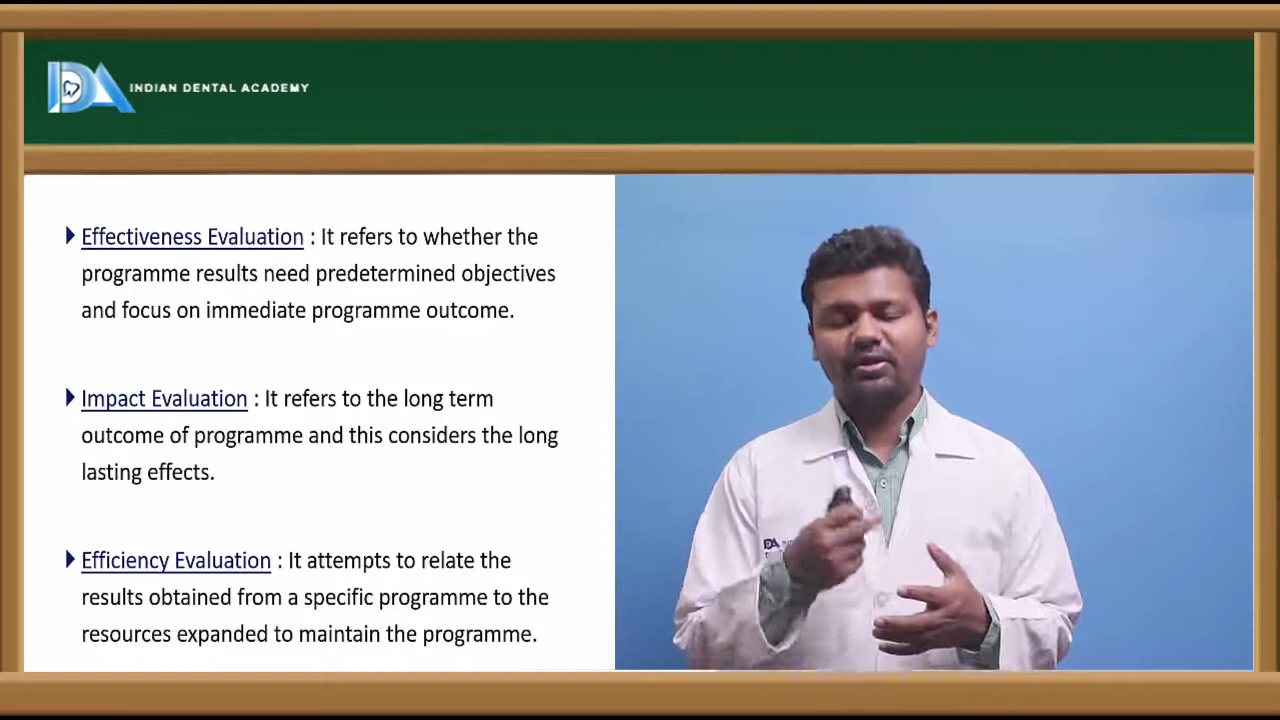 INDIAN DENTAL ACADEMY
Effectiveness Evaluation : It refers to whether the
programme results need predetermined objectives
and focus on immediate programme outcome.
Impact Evaluation : It refers to the long term
outcome of programme and this considers the long
lasting effects.
Efficiency Evaluation : It attempts to relate the
results obtained from a specific programme to the
resources expanded to maintain the programme.